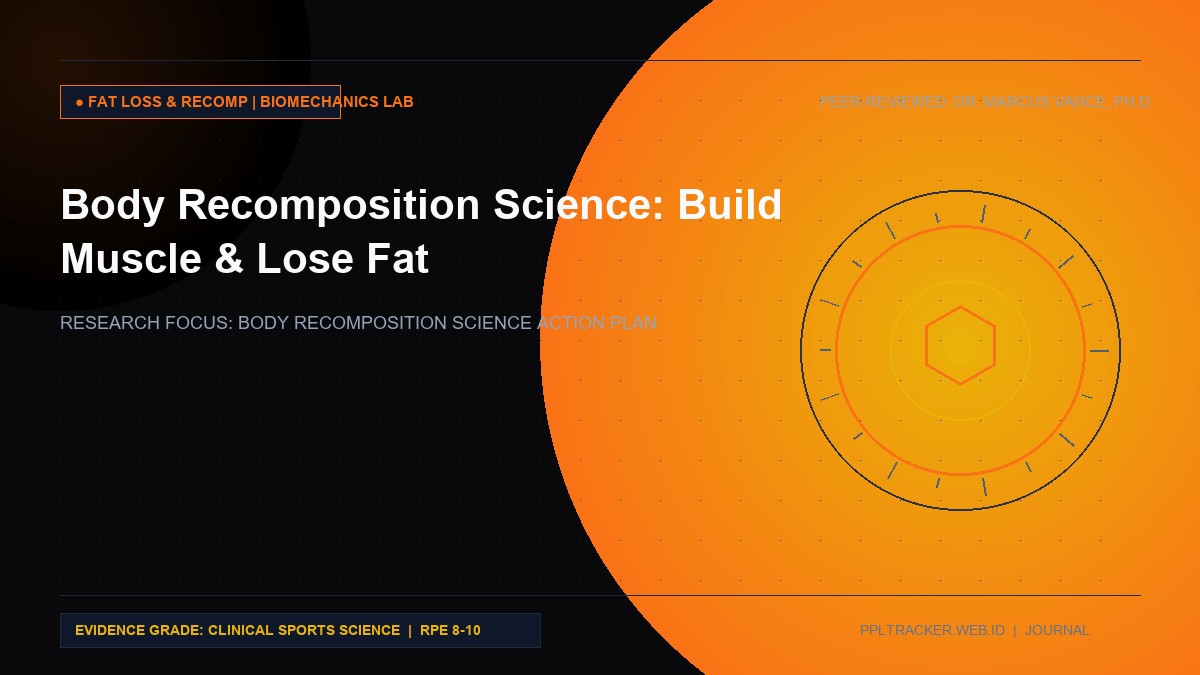 ● FAT LOSS & RECOMP | BIOMECHANICS LAB
PEER-REVIEWED: DR. MARCUS VANCE, PH.D
Body Recomposition Science: Build
Muscle & Lose Fat
RESEARCH FOCUS: BODY RECOMPOSITION SCIENCE ACTION PLAN
EVIDENCE GRADE: CLINICAL SPORTS SCIENCE | RPE 8-10
PPLTRACKER.WEB.ID | JOURNAL